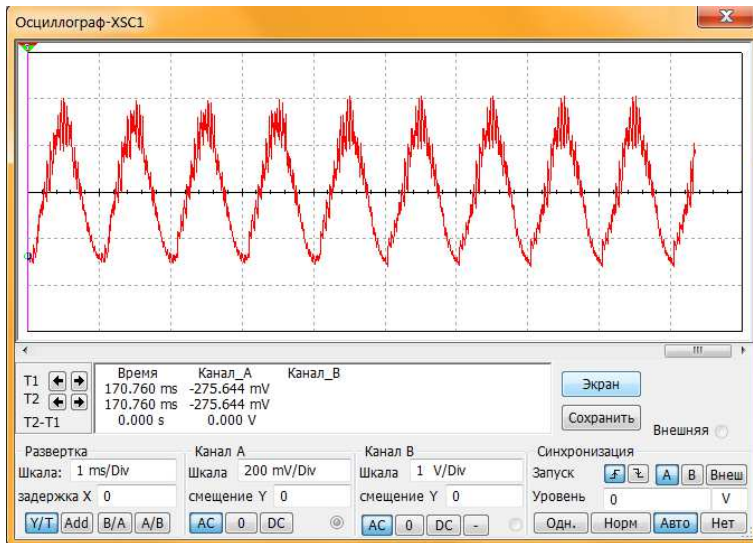 Осциллограф-XSC1
Время Канал_A Канал_B
T1 170.760 ms -275.644 mV
T2 170.760 ms -275.644 mV
T2-T1 0.000 s 0.000 V
Экран
Сохранить
Внешняя
Развертка
Шкала: 1 ms/Div
задержка X 0
Y/T Add B/A A/B
Канал A
Шкала 200 mV/Div
смещение Y 0
AC 0 DC
Канал B
Шкала 1 V/Div
смещение Y 0
AC 0 DC -
Синхронизация
Запуск A B Внеш
Уровень 0 V
Одн. Норм Авто Нет